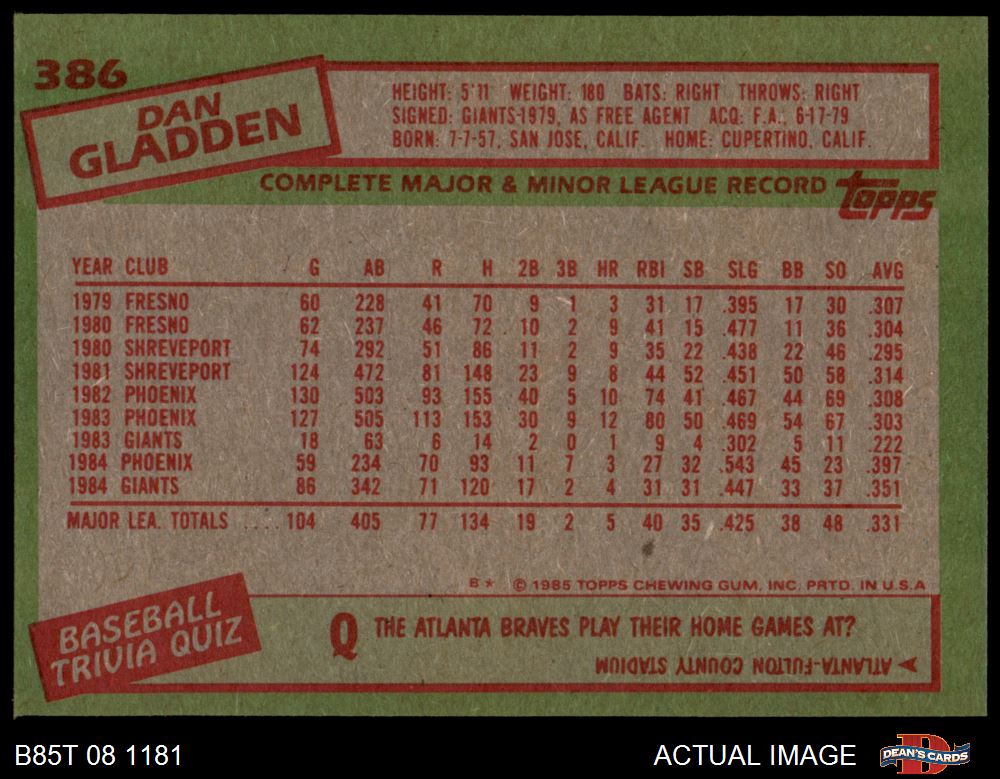 386
DAN
GLADDEN
HEIGHT: 5'11 WEIGHT: 180 BATS: RIGHT THROWS: RIGHT
SIGNED: GIANTS-1979, AS FREE AGENT ACQ: F.A., 6-17-79
BORN: 7-7-57, SAN JOSE, CALIF. HOME: CUPERTINO, CALIF.
COMPLETE MAJOR & MINOR LEAGUE RECORD topps
YEAR CLUB G AB R H 2B 3B HR RBI SB SLG BB SO AVG
1979 FRESNO 60 228 41 70 9 1 3 31 17 .395 17 30 .307
1980 FRESNO 62 237 46 72 10 2 9 41 15 .477 11 36 .304
1980 SHREVEPORT 74 292 51 86 11 2 9 35 22 .438 22 46 .295
1981 SHREVEPORT 124 472 81 148 23 9 8 44 52 .451 50 58 .314
1982 PHOENIX 130 503 93 155 40 5 10 74 41 .467 44 69 .308
1983 PHOENIX 127 505 113 153 30 9 12 80 50 .469 54 67 .303
1983 GIANTS 18 63 6 14 2 0 1 9 4 .302 5 11 .222
1984 PHOENIX 59 234 70 93 11 7 3 27 32 .543 45 23 .397
1984 GIANTS 86 342 71 120 17 2 4 31 31 .447 33 37 .351
MAJOR LEA. TOTALS .... 104 405 77 134 19 2 5 40 35 .425 38 48 .331
B* © 1985 TOPPS CHEWING GUM, INC. PRTD. IN U.S.A
BASEBALL
TRIVIA QUIZ
Q THE ATLANTA BRAVES PLAY THEIR HOME GAMES AT?
ATLANTA-FULTON COUNTY STADIUM
B85T 08 1181 ACTUAL IMAGE DEAN'S CARDS